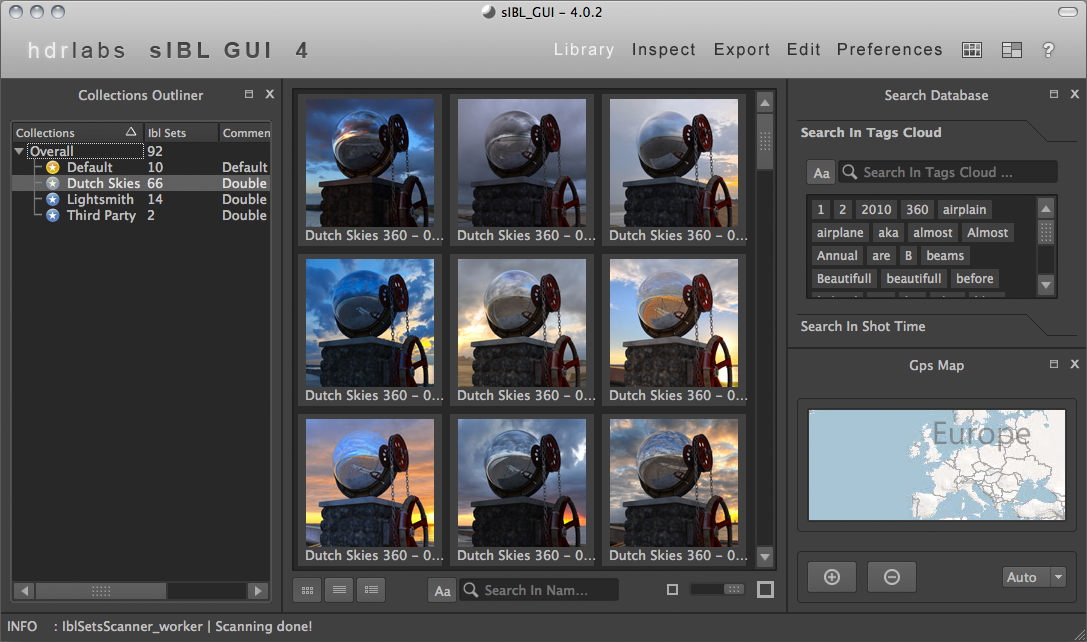 sIBL_GUI - 4.0.2
hdrlabs sIBL GUI 4
Library Inspect Export Edit Preferences ?
Collections Outliner
Collections Ibl Sets Commen
Overall 92
Default 10 Default
Dutch Skies 66 Double
Lightsmith 14 Double
Third Party 2 Double
Dutch Skies 360 - 0...
Dutch Skies 360 - 0...
Dutch Skies 360 - 0...
Dutch Skies 360 - 0...
Dutch Skies 360 - 0...
Dutch Skies 360 - 0...
Dutch Skies 360 - 0...
Dutch Skies 360 - 0...
Dutch Skies 360 - 0...
Aa Search In Nam...
Search Database
Search In Tags Cloud
Aa Search In Tags Cloud ...
1 2 2010 360 airplain
airplane aka almost Almost
Annual are B beams
Beautifull beautifull before
Search In Shot Time
Gps Map
Europe
Auto
INFO : IblSetsScanner_worker | Scanning done!